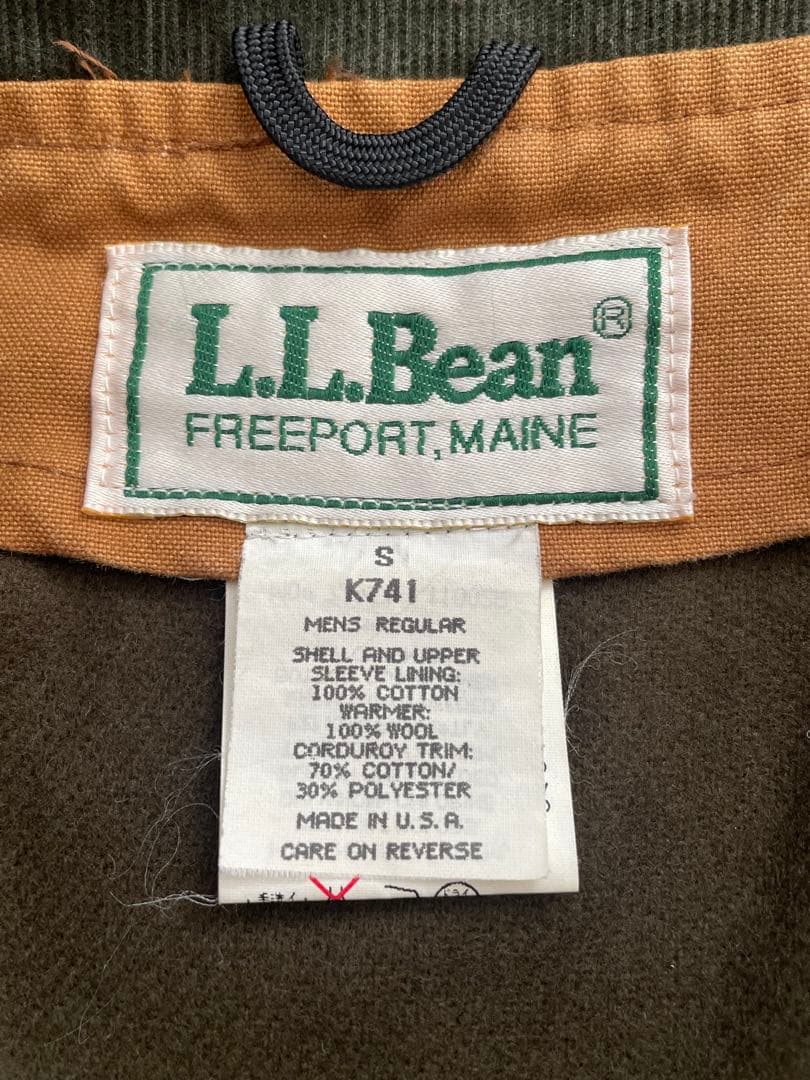 L.L.Bean®
FREEPORT, MAINE
S
K741
MENS REGULAR
SHELL AND UPPER
SLEEVE LINING:
100% COTTON
WARMER:
100% WOOL
CORDUROY TRIM:
70% COTTON/
30% POLYESTER
MADE IN U.S.A.
CARE ON REVERSE